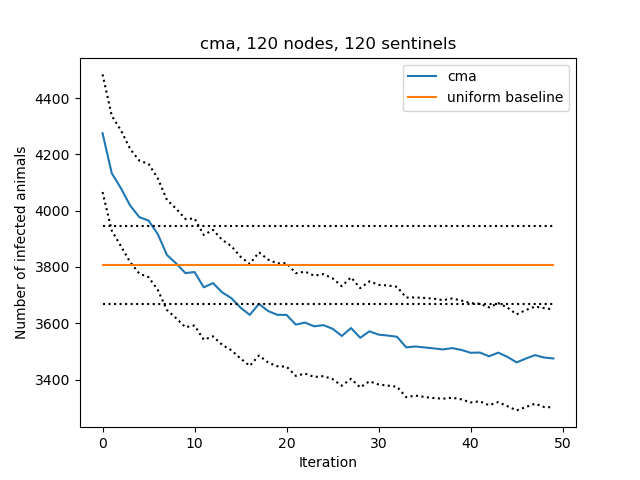 cma, 120 nodes, 120 sentinels
cma
uniform baseline
4400
4200
4000
3800
3600
3400
Number of infected animals
0 10 20 30 40 50
Iteration